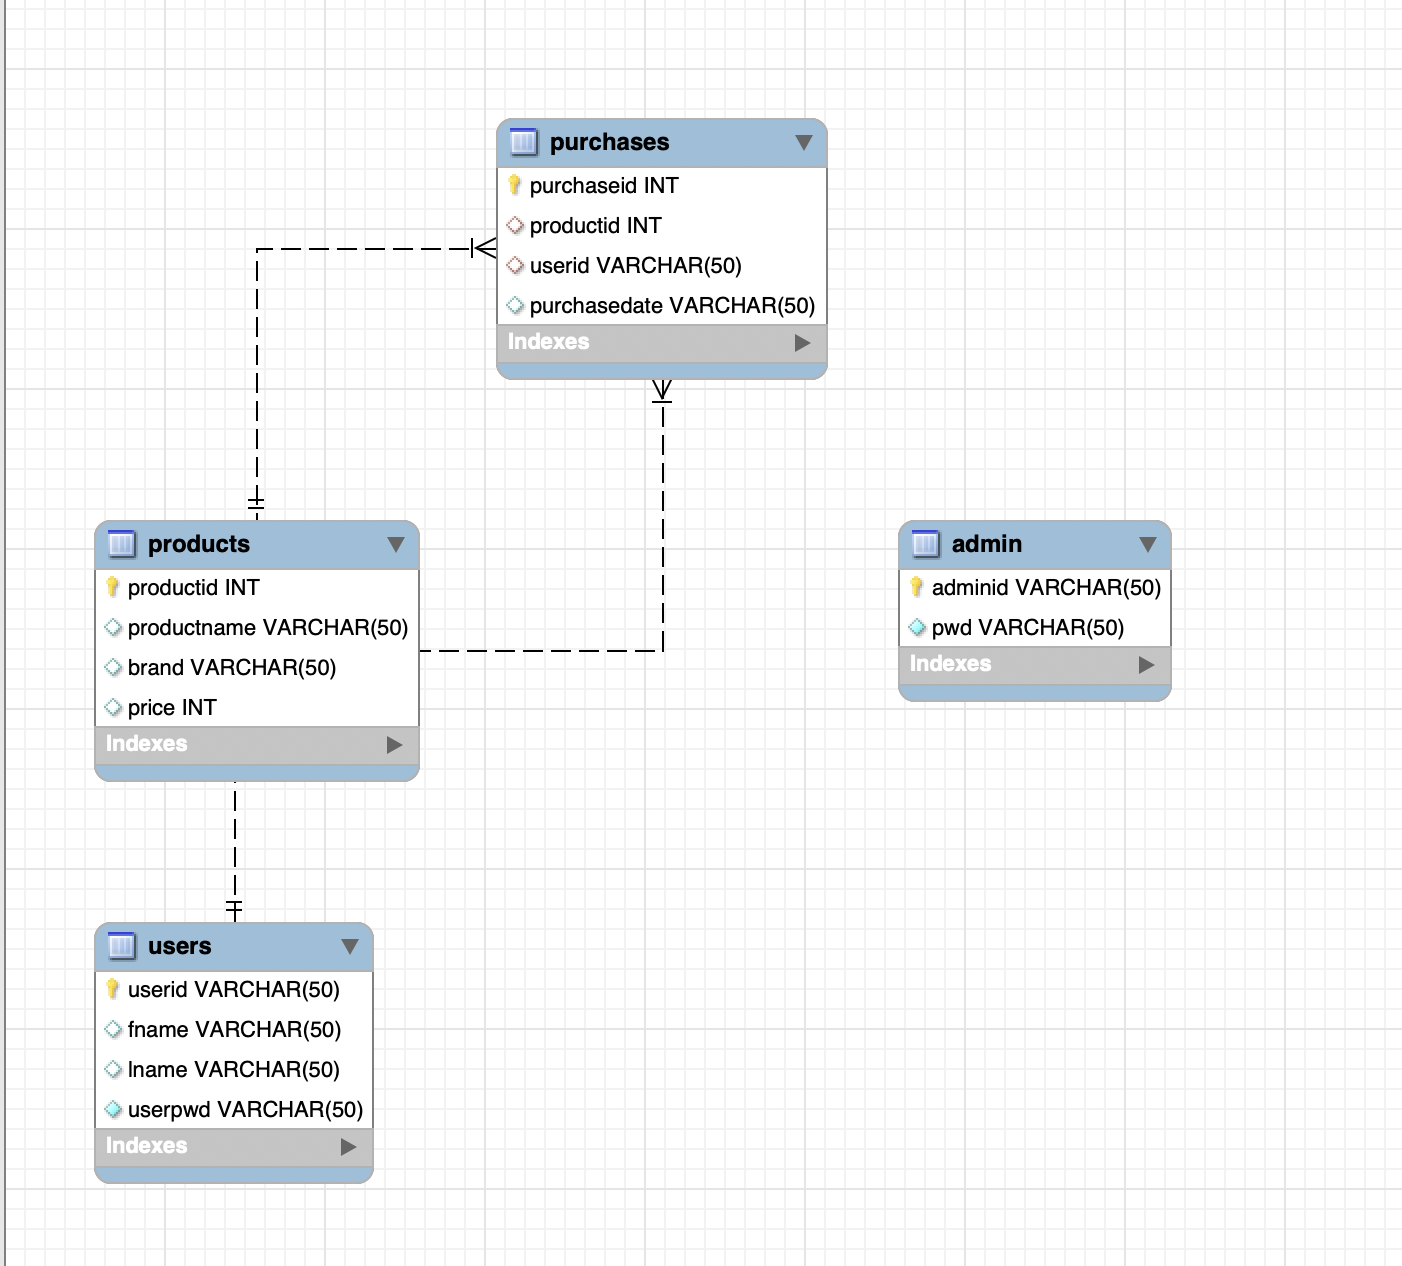 purchases
purchaseid INT
productid INT
userid VARCHAR(50)
purchasedate VARCHAR(50)
Indexes
products
productid INT
productname VARCHAR(50)
brand VARCHAR(50)
price INT
Indexes
admin
adminid VARCHAR(50)
pwd VARCHAR(50)
Indexes
users
userid VARCHAR(50)
fname VARCHAR(50)
lname VARCHAR(50)
userpwd VARCHAR(50)
Indexes